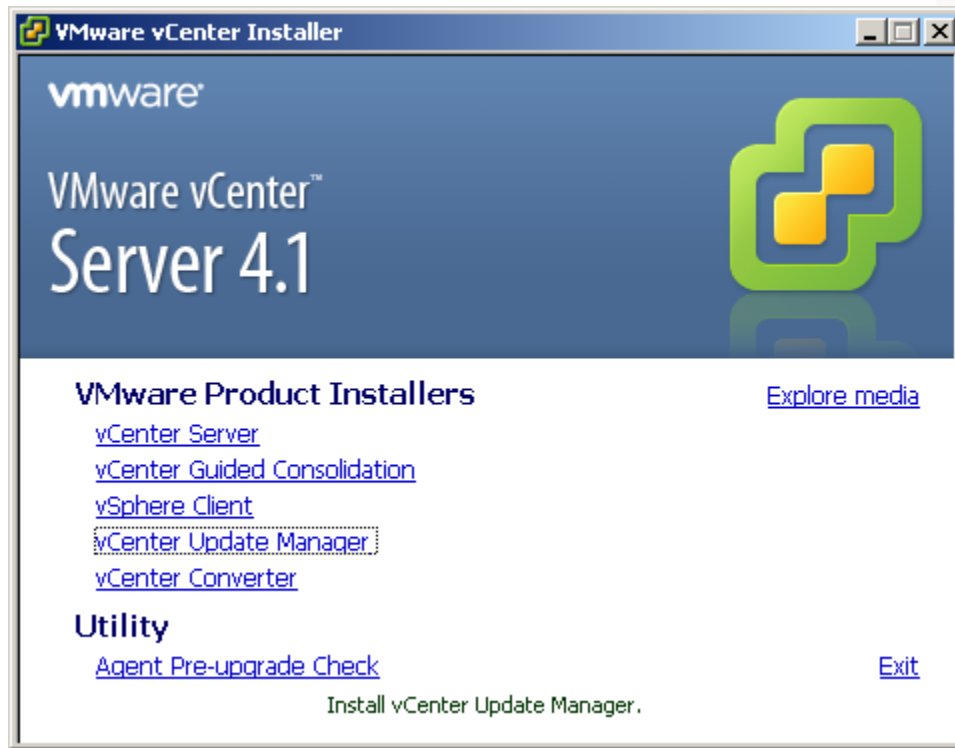 VMware vCenter Installer
vmware®
VMware vCenter™
Server 4.1
VMware Product Installers
Explore media
vCenter Server
vCenter Guided Consolidation
vSphere Client
vCenter Update Manager
vCenter Converter
Utility
Agent Pre-upgrade Check
Exit
Install vCenter Update Manager.